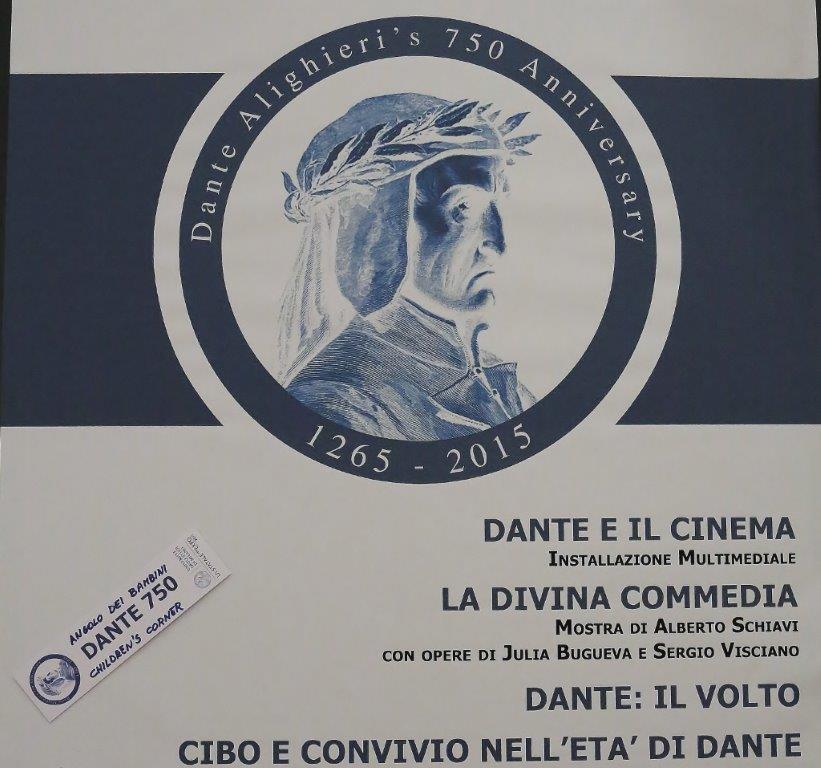 Dante Alighieri's 750 Anniversary
1265 - 2015
DANTE E IL CINEMA
INSTALLAZIONE MULTIMEDIALE
LA DIVINA COMMEDIA
MOSTRA DI ALBERTO SCHIAVI
CON OPERE DI JULIA BUGUEVA E SERGIO VISCIANO
DANTE: IL VOLTO
CIBO E CONVIVIO NELL'ETA' DI DANTE
ANGOLO DEI BAMBINI
DANTE 750
CHILDREN'S CORNER